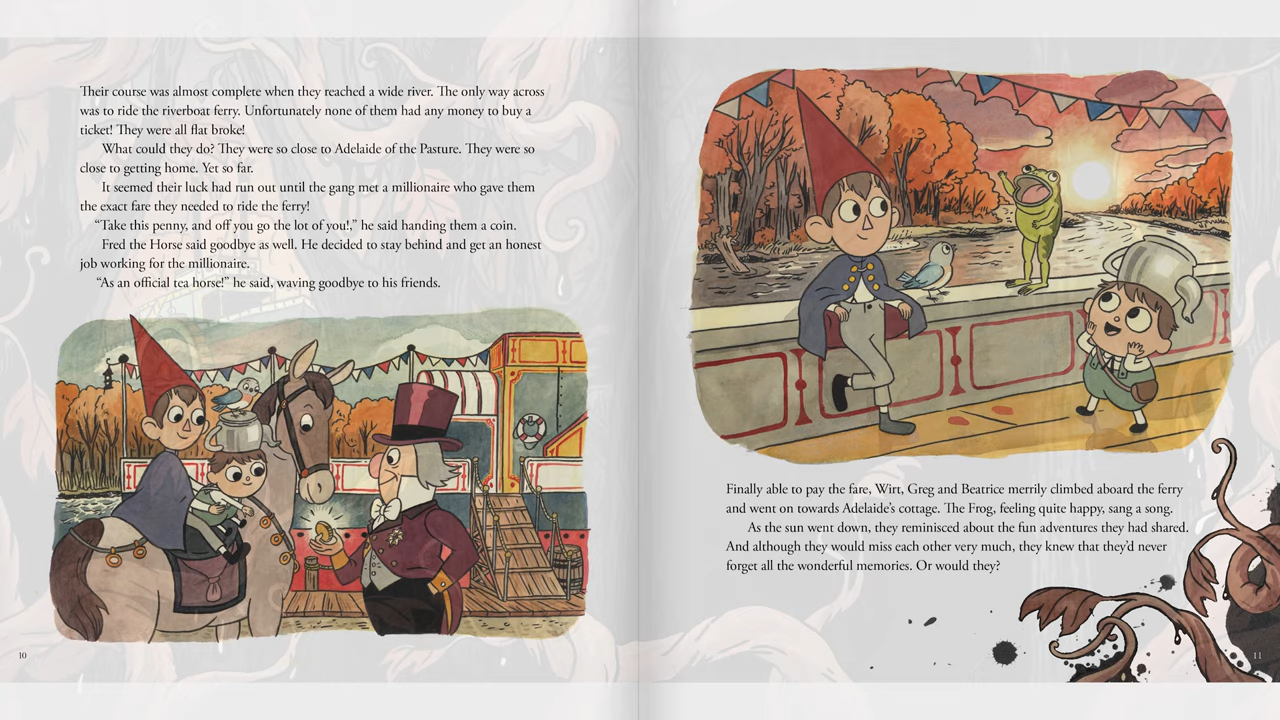 Their course was almost complete when they reached a wide river. The only way across
was to ride the riverboat ferry. Unfortunately none of them had any money to buy a
ticket! They were all flat broke!
What could they do? They were so close to Adelaide of the Pasture. They were so
close to getting home. Yet so far.
It seemed their luck had run out until the gang met a millionaire who gave them
the exact fare they needed to ride the ferry!
“Take this penny, and off you go the lot of you!,” he said handing them a coin.
Fred the Horse said goodbye as well. He decided to stay behind and get an honest
job working for the millionaire.
“As an official tea horse!” he said, waving goodbye to his friends.
10
Finally able to pay the fare, Wirt, Greg and Beatrice merrily climbed aboard the ferry
and went on towards Adelaide’s cottage. The Frog, feeling quite happy, sang a song.
As the sun went down, they reminisced about the fun adventures they had shared.
And although they would miss each other very much, they knew that they’d never
forget all the wonderful memories. Or would they?
11